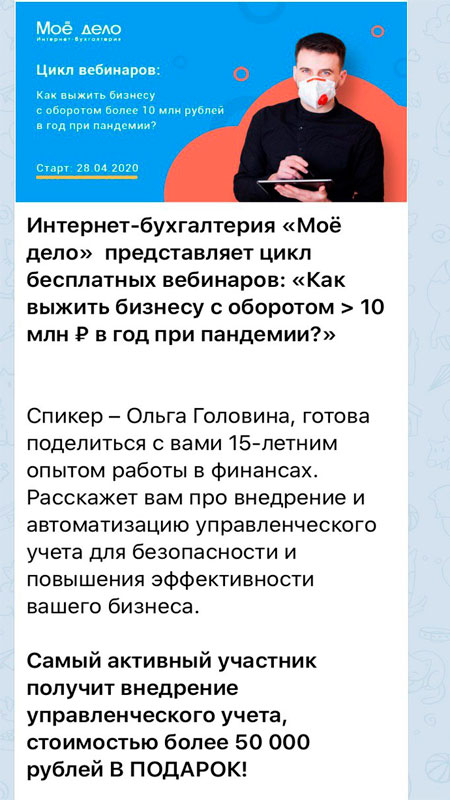 Моё дело
Интернет-бухгалтерия
Цикл вебинаров:
Как выжить бизнесу
с оборотом более 10 млн рублей
в год при пандемии?
Старт: 28.04.2020
Интернет-бухгалтерия «Моё
дело»  представляет цикл
бесплатных вебинаров: «Как
выжить бизнесу с оборотом > 10
млн ₽ в год при пандемии?»
Спикер – Ольга Головина, готова
поделиться с вами 15-летним
опытом работы в финансах.
Расскажет вам про внедрение и
автоматизацию управленческого
учета для безопасности и
повышения эффективности
вашего бизнеса.
Самый активный участник
получит внедрение
управленческого учета,
стоимостью более 50 000
рублей В ПОДАРОК!